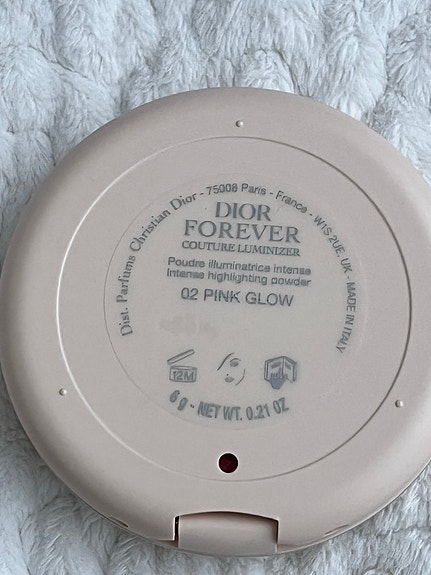 Dist. Parfums Christian Dior - 75008 Paris - France - W1S 2UE, UK - MADE IN ITALY
DIOR
FOREVER
COUTURE LUMINIZER
Poudre illuminatrice intense
Intense highlighting powder
02 PINK GLOW
12M
6 g - NET WT. 0.21 OZ